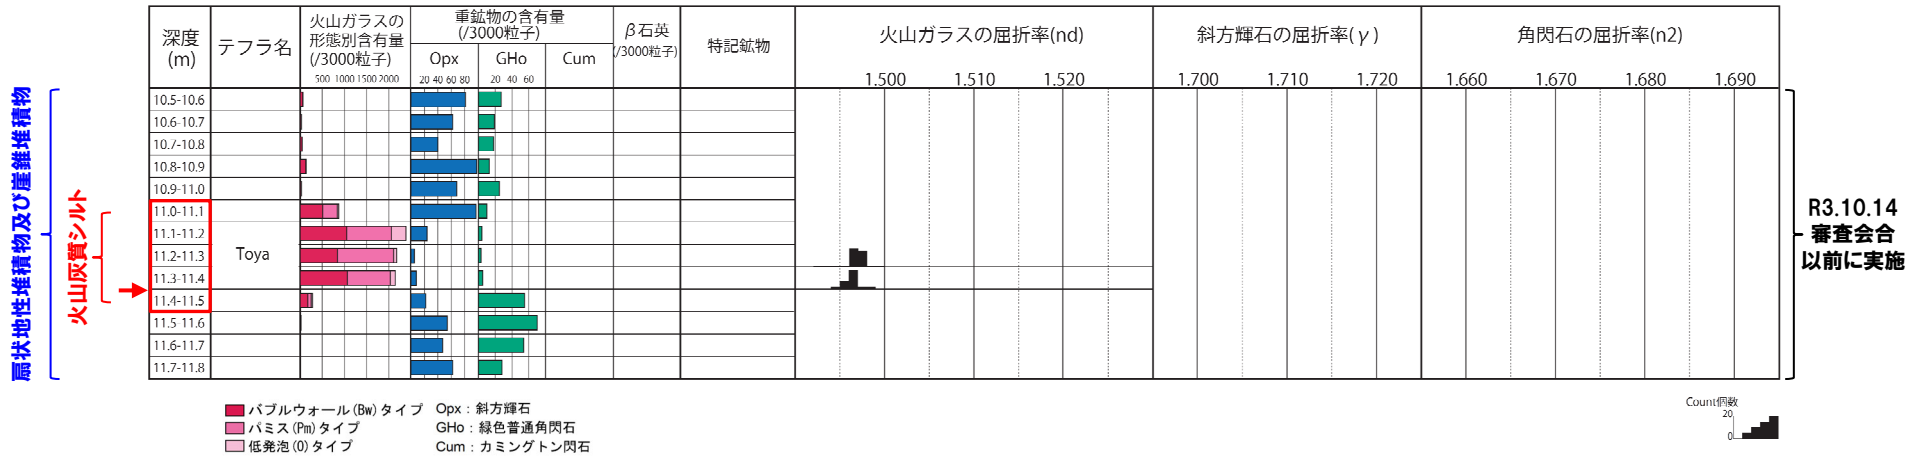 扇状地性堆積物及び崖錐堆積物
火山灰質シルト
深度
(m)
テフラ名
火山ガラスの
形態別含有量
(/3000粒子)
500 1000 1500 2000
重鉱物の含有量
(/3000粒子)
Opx
20 40 60 80
GHo
20 40 60
Cum
β石英
(/3000粒子)
特記鉱物
火山ガラスの屈折率(nd)
1.500 1.510 1.520
斜方輝石の屈折率(γ)
1.700 1.710 1.720
角閃石の屈折率(n2)
1.660 1.670 1.680 1.690
10.5-10.6
10.6-10.7
10.7-10.8
10.8-10.9
10.9-11.0
11.0-11.1
11.1-11.2
11.2-11.3
11.3-11.4
11.4-11.5
11.5-11.6
11.6-11.7
11.7-11.8
Toya
R3.10.14
審査会合
以前に実施
バブルウォール(Bw)タイプ
パミス(Pm)タイプ
低発泡(O)タイプ
Opx：斜方輝石
GHo：緑色普通角閃石
Cum：カミングトン閃石
Count個数
20
0